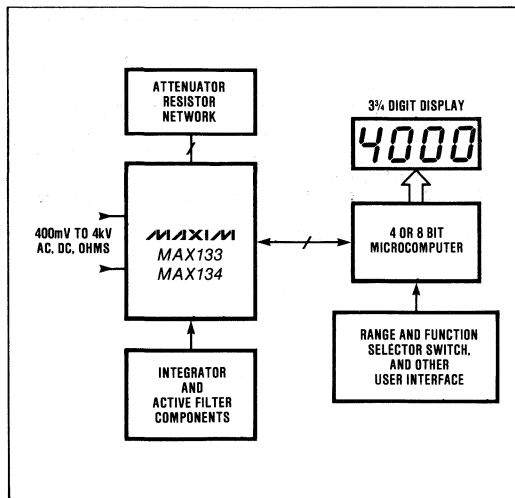 ATTENUATOR
RESISTOR
NETWORK
3¾ DIGIT DISPLAY
4000
400mV TO 4kV
AC, DC, OHMS
MAXIM
MAX133
MAX134
4 OR 8 BIT
MICROCOMPUTER
INTEGRATOR
AND
ACTIVE FILTER
COMPONENTS
RANGE AND FUNCTION
SELECTOR SWITCH,
AND OTHER
USER INTERFACE